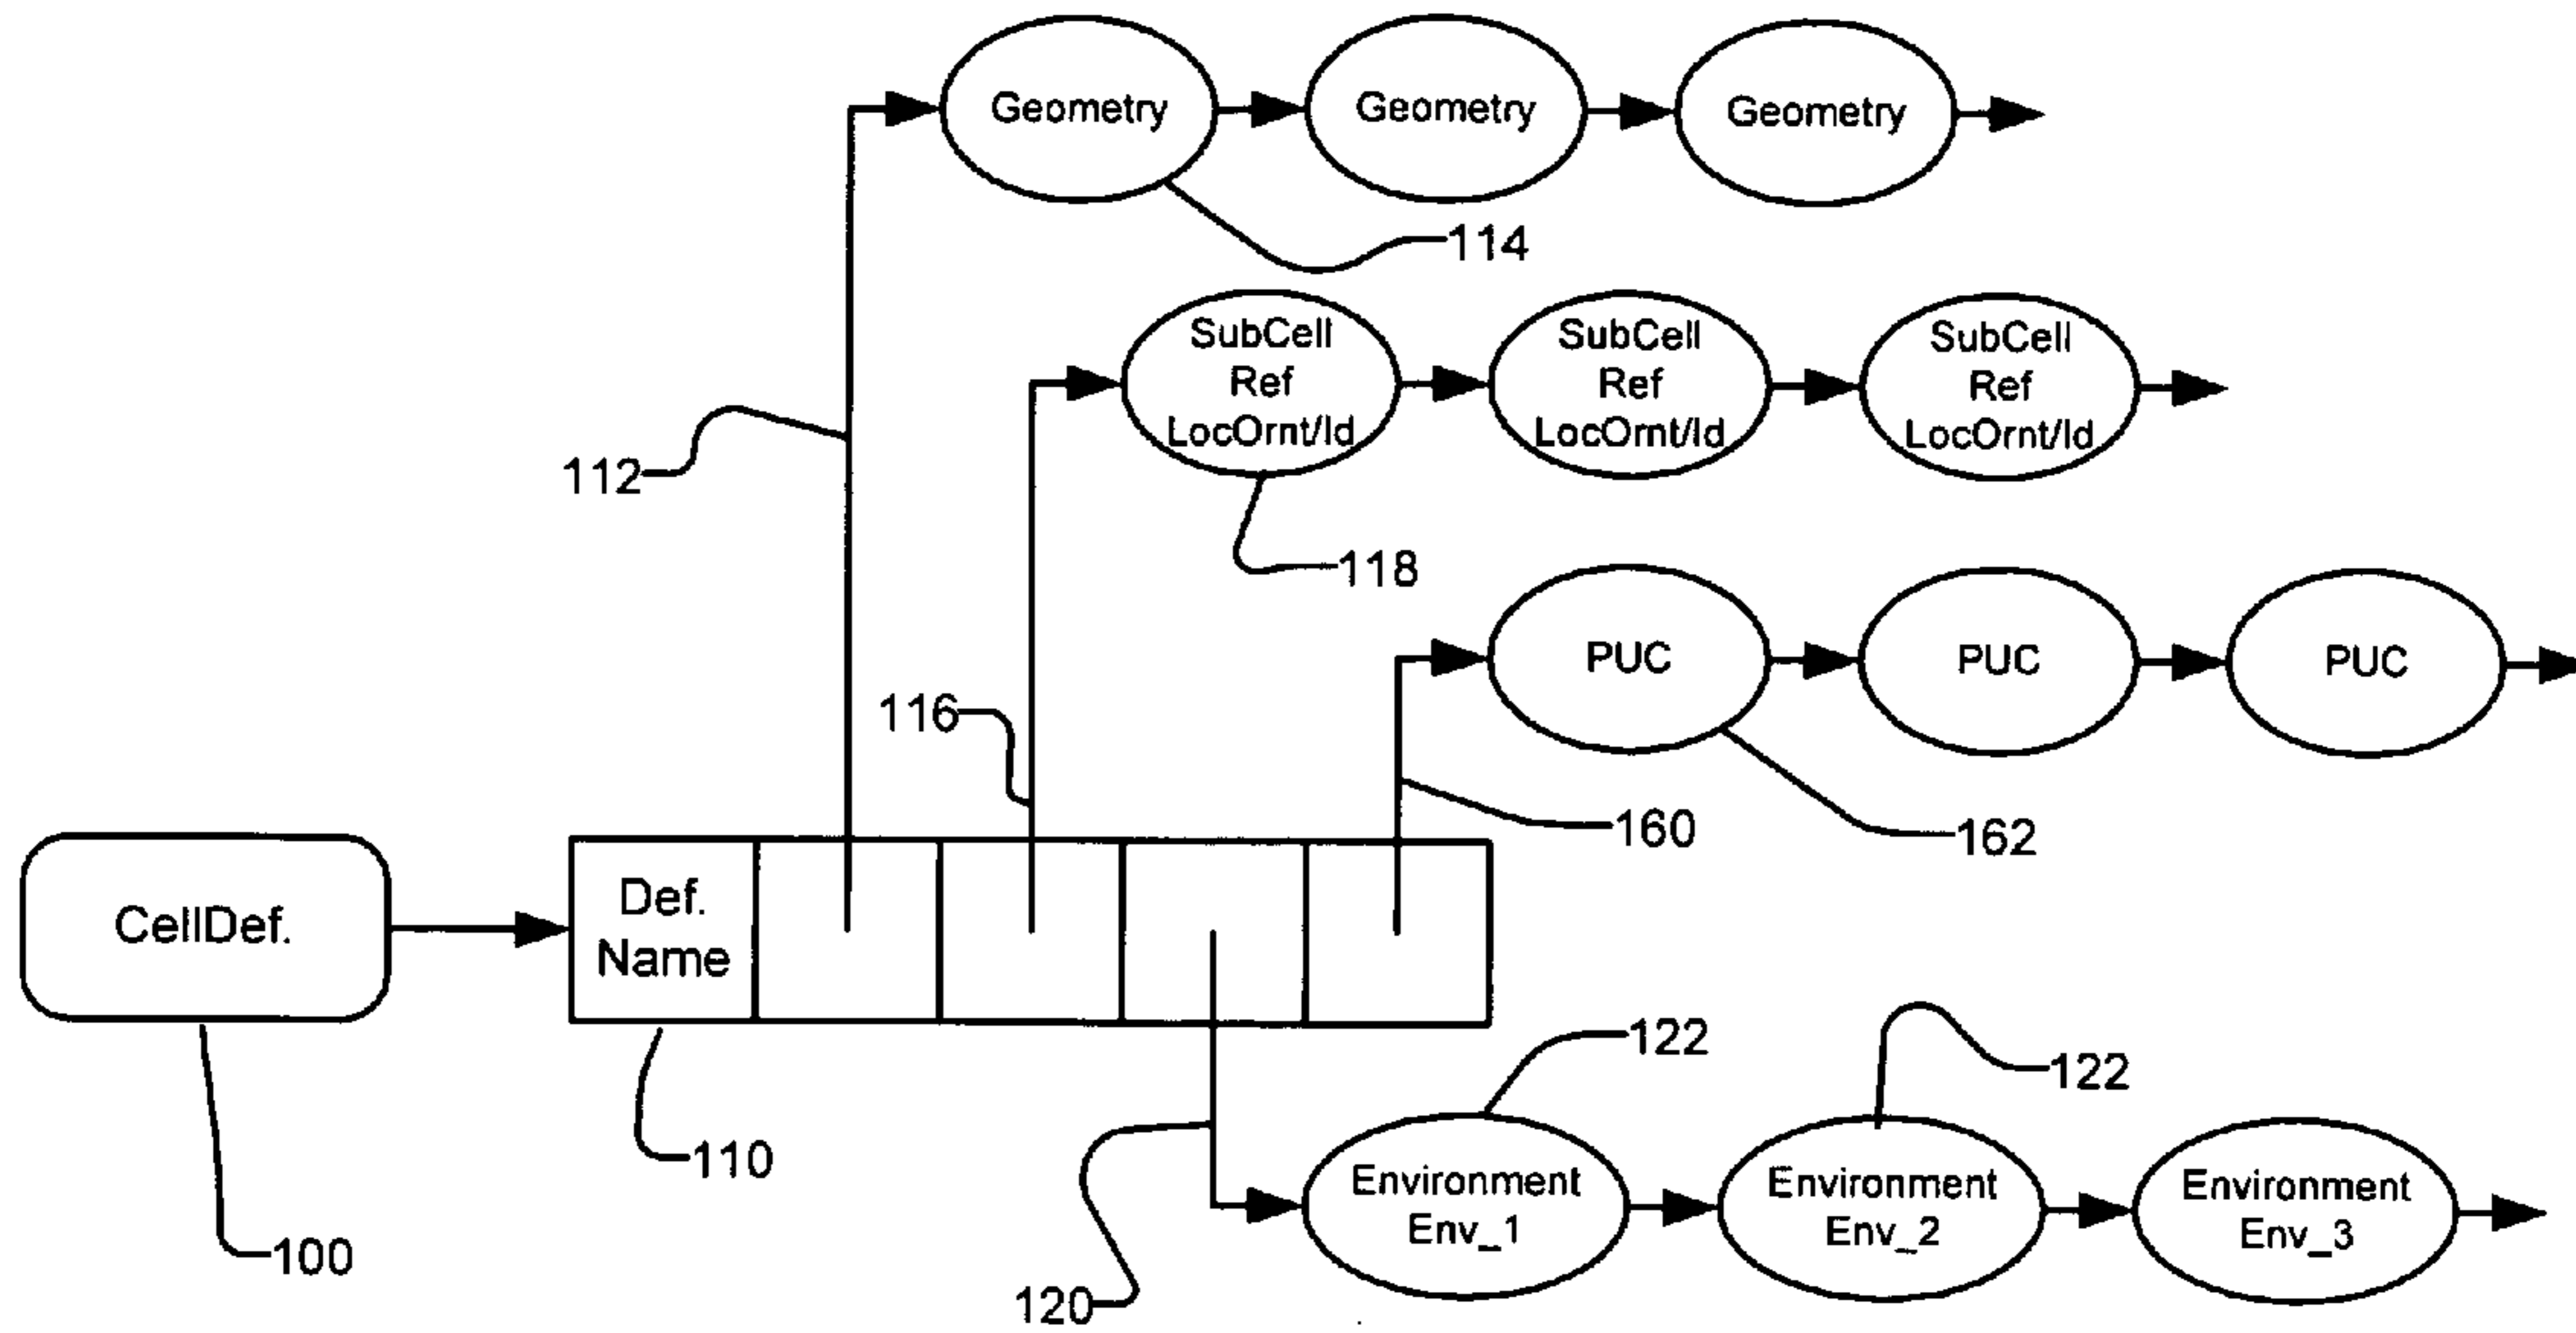 Geometry
Geometry
Geometry
114
SubCell
Ref
LocOrnt/Id
SubCell
Ref
LocOrnt/Id
SubCell
Ref
LocOrnt/Id
112
118
PUC
PUC
PUC
116
160
162
CellDef.
Def.
Name
122
122
110
120
100
Environment
Env_1
Environment
Env_2
Environment
Env_3